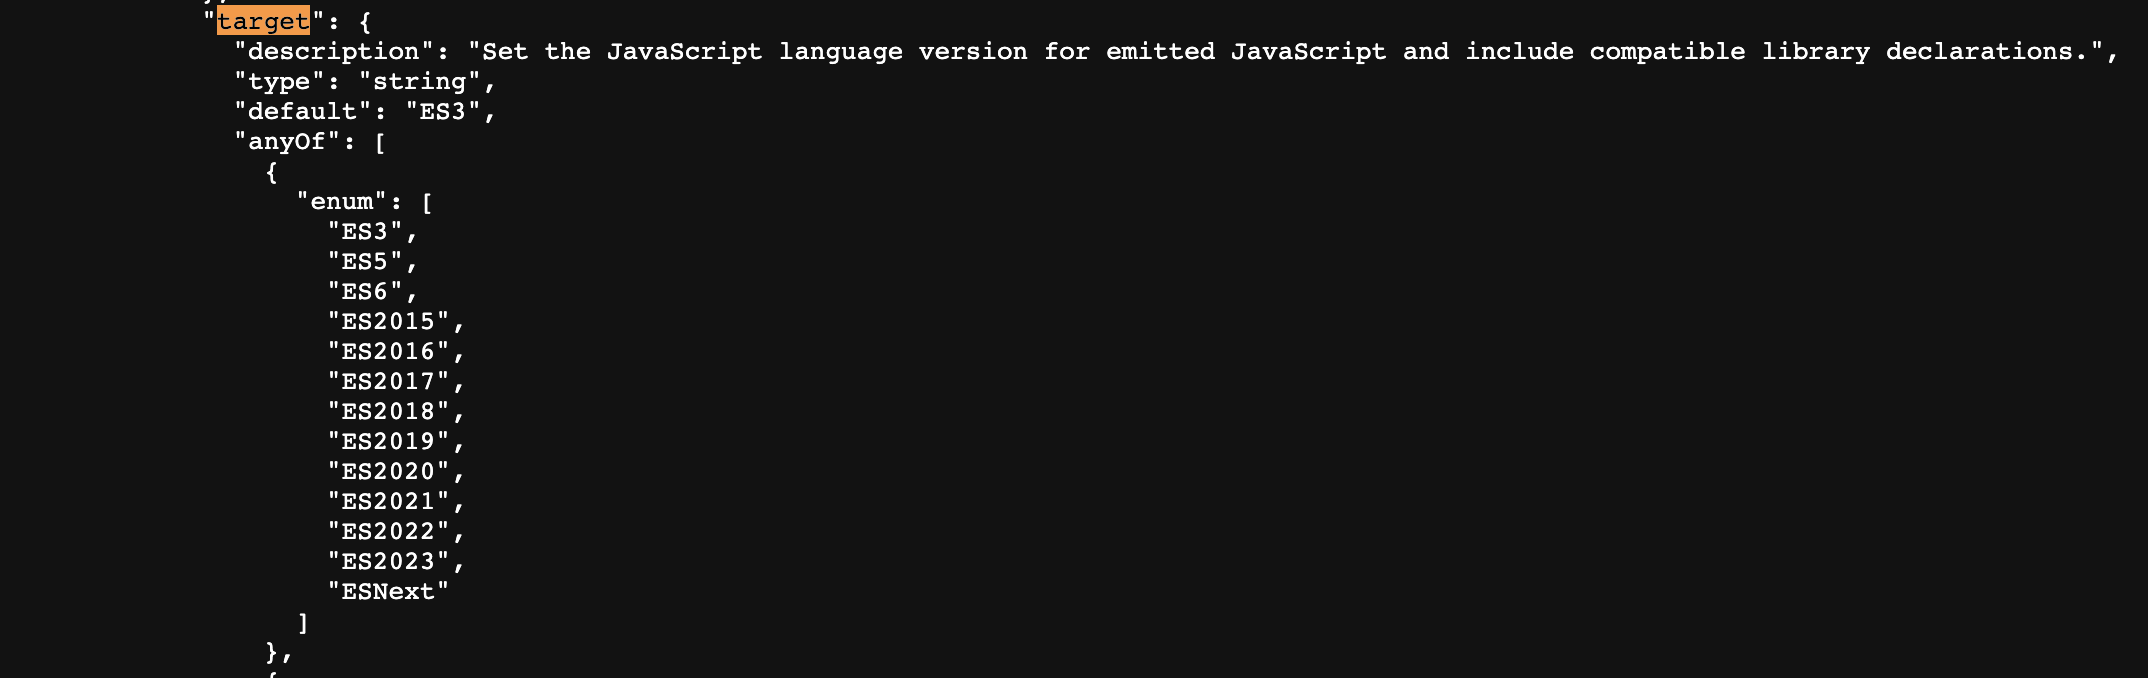 "target": {
"description": "Set the JavaScript language version for emitted JavaScript and include compatible library declarations.",
"type": "string",
"default": "ES3",
"anyOf": [
{
"enum": [
"ES3",
"ES5",
"ES6",
"ES2015",
"ES2016",
"ES2017",
"ES2018",
"ES2019",
"ES2020",
"ES2021",
"ES2022",
"ES2023",
"ESNext"
]
},